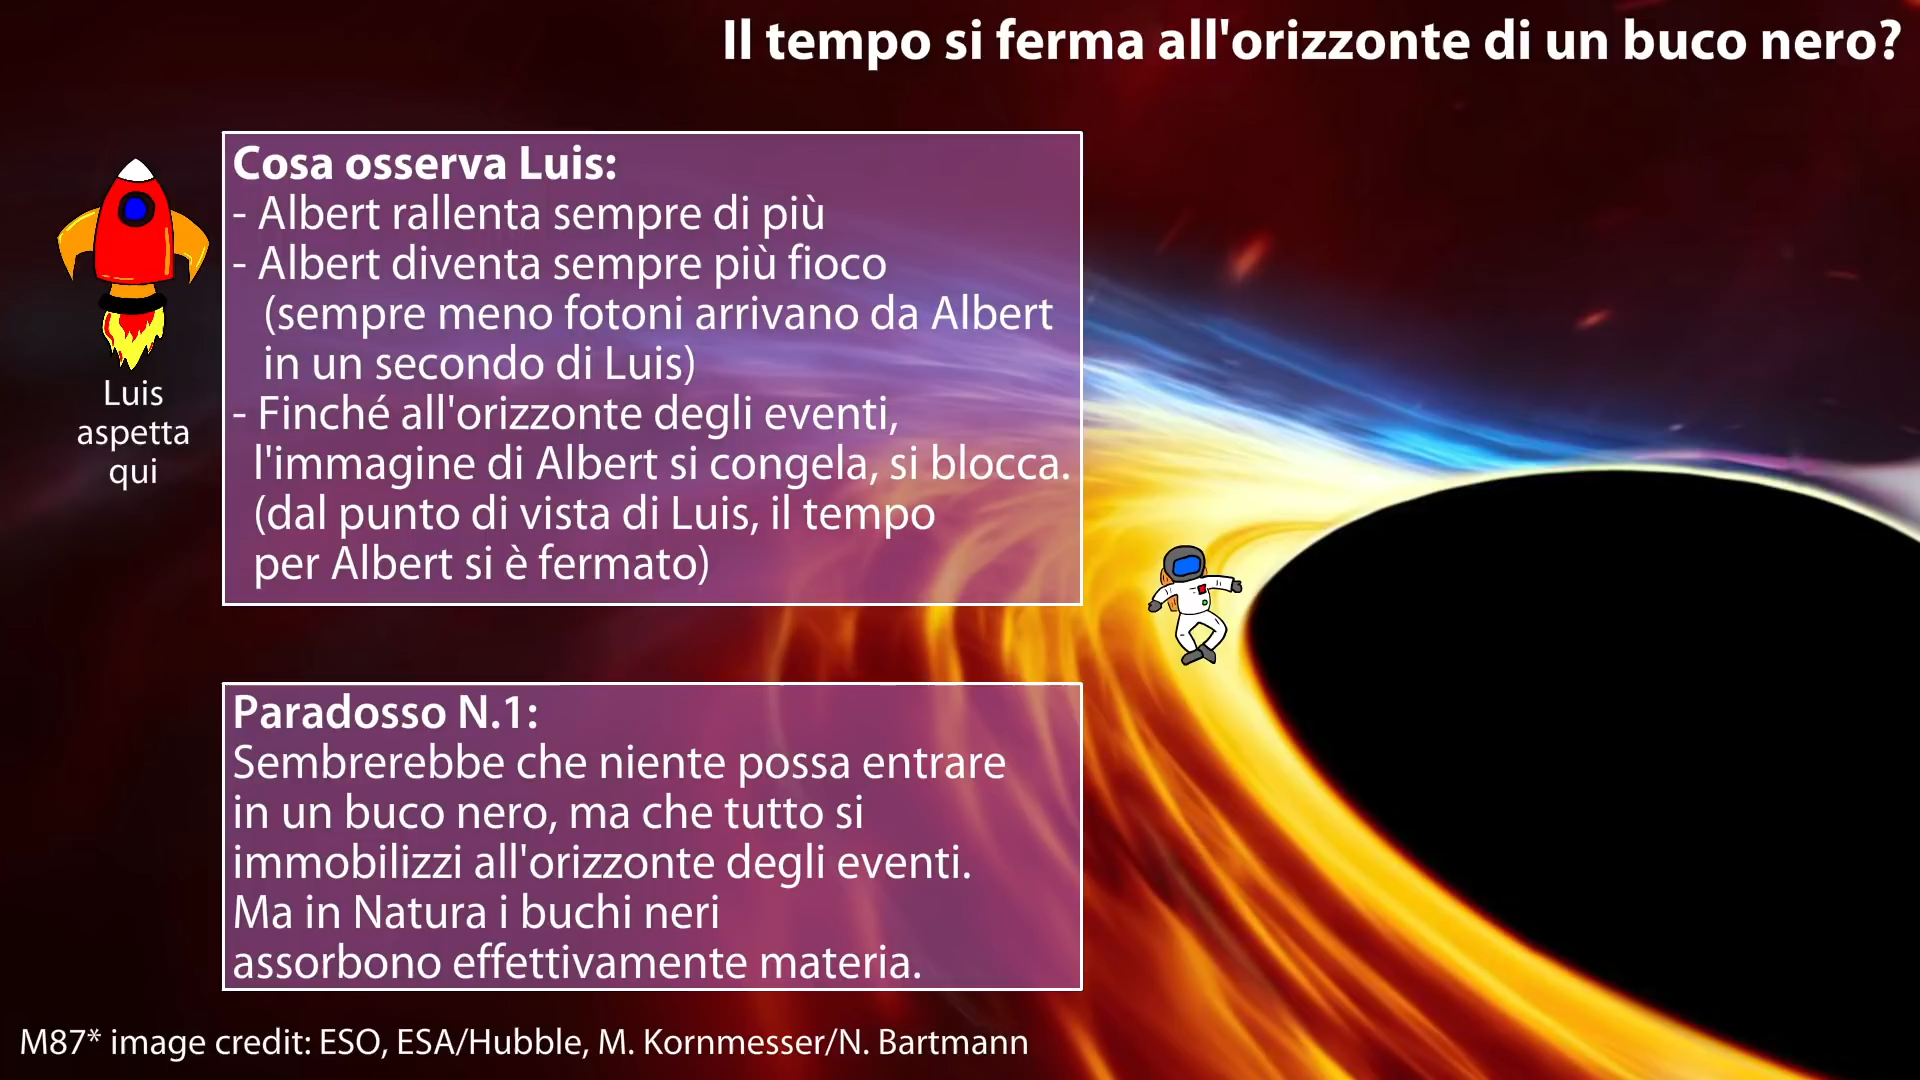 Il tempo si ferma all'orizzonte di un buco nero?
Cosa osserva Luis:
- Albert rallenta sempre di più
- Albert diventa sempre più fioco
(sempre meno fotoni arrivano da Albert
in un secondo di Luis)
- Finché all'orizzonte degli eventi,
l'immagine di Albert si congela, si blocca.
(dal punto di vista di Luis, il tempo
per Albert si è fermato)
Luis
aspetta
qui
Paradosso N.1:
Sembrerebbe che niente possa entrare
in un buco nero, ma che tutto si
immobilizzi all'orizzonte degli eventi.
Ma in Natura i buchi neri
assorbono effettivamente materia.
M87* image credit: ESO, ESA/Hubble, M. Kornmesser/N. Bartmann